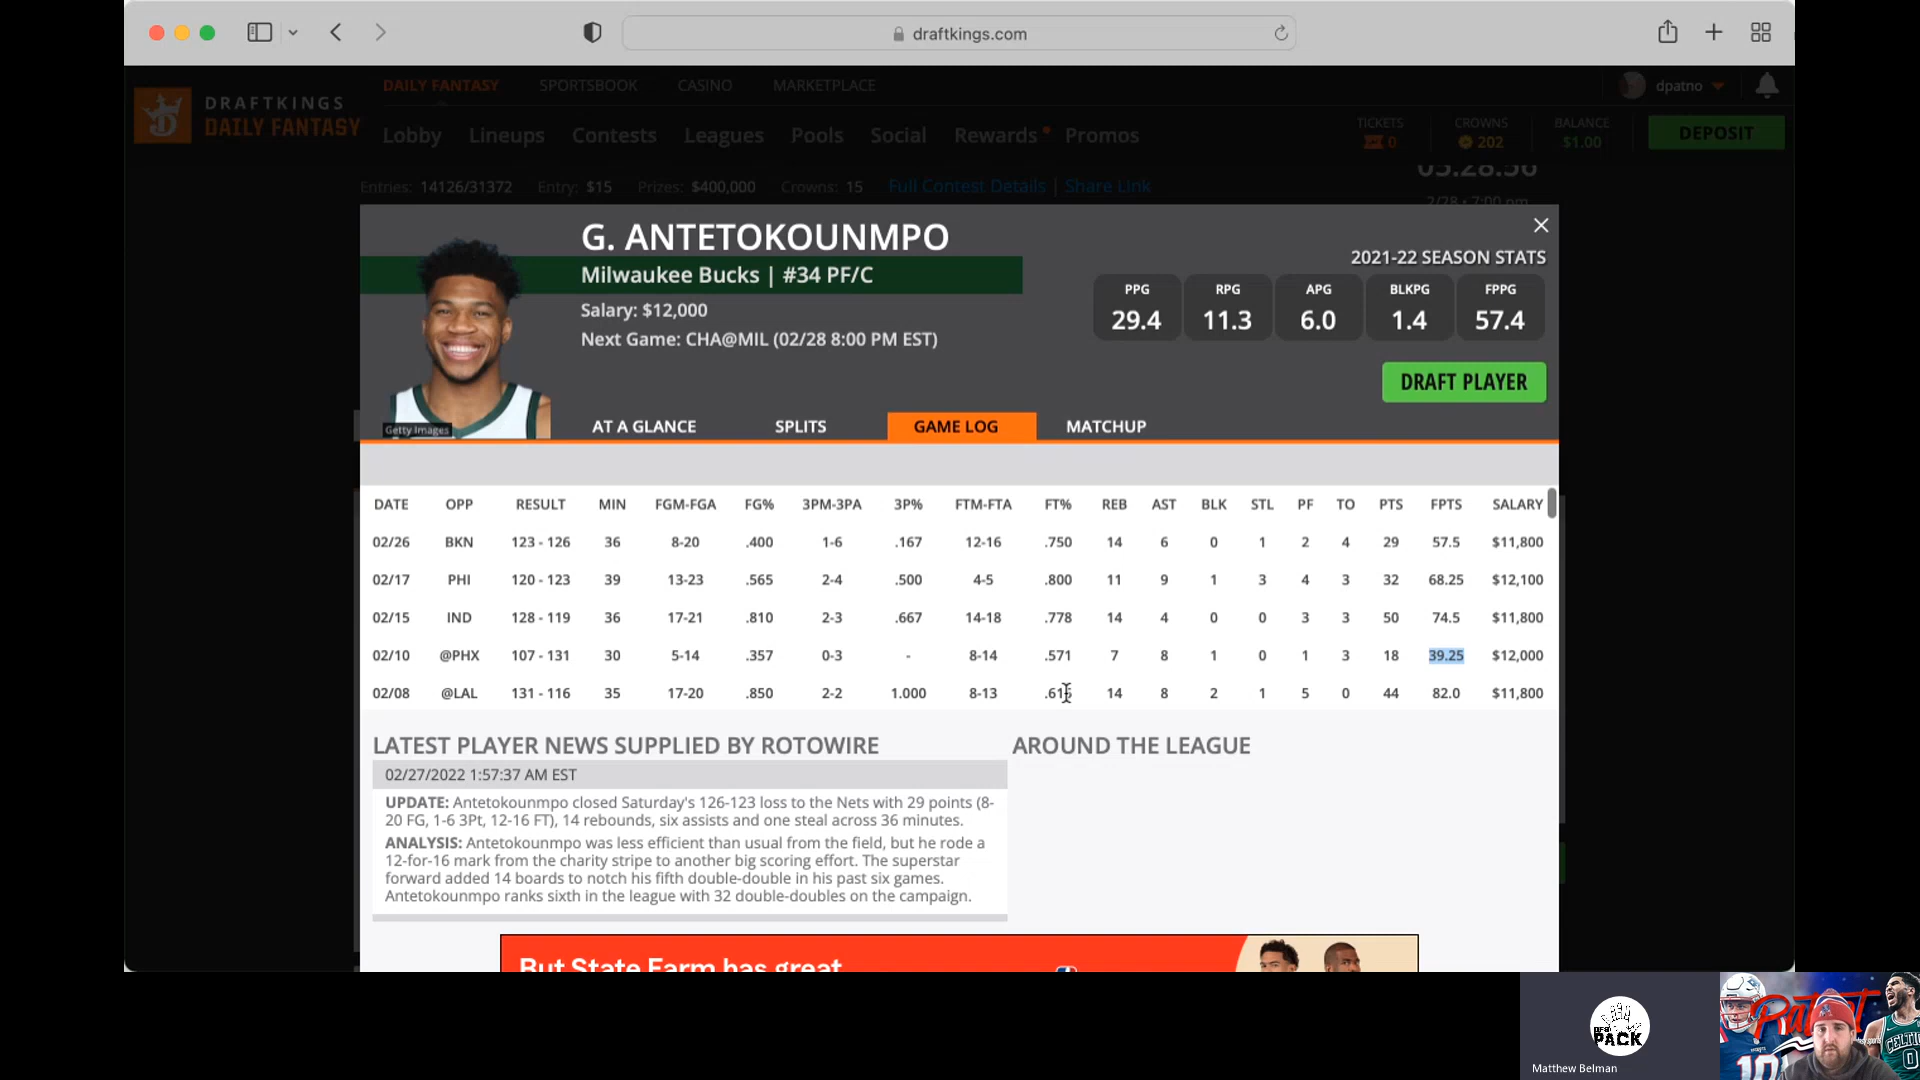 draftkings.com
DRAFTKINGS
DAILY FANTASY
DAILY FANTASY SPORTSBOOK CASINO MARKETPLACE
dpatno
Lobby Lineups Contests Leagues Pools Social Rewards Promos
TICKETS CROWNS BALANCE
0 202 $1.00
DEPOSIT
Entries: 14126/31372 Entry: $15 Prizes: $400,000 Crowns: 15 Full Contest Details | Share Link
05:28:56
2/28 • 7:00 pm
G. ANTETOKOUNMPO
Milwaukee Bucks | #34 PF/C
Salary: $12,000
Next Game: CHA@MIL (02/28 8:00 PM EST)
2021-22 SEASON STATS
PPG RPG APG BLKPG FPPG
29.4 11.3 6.0 1.4 57.4
DRAFT PLAYER
Getty Images
AT A GLANCE SPLITS GAME LOG MATCHUP
DATE OPP RESULT MIN FGM-FGA FG% 3PM-3PA 3P% FTM-FTA FT% REB AST BLK STL PF TO PTS FPTS SALARY
02/26 BKN 123 - 126 36 8-20 .400 1-6 .167 12-16 .750 14 6 0 1 2 4 29 57.5 $11,800
02/17 PHI 120 - 123 39 13-23 .565 2-4 .500 4-5 .800 11 9 1 3 4 3 32 68.25 $12,100
02/15 IND 128 - 119 36 17-21 .810 2-3 .667 14-18 .778 14 4 0 0 3 3 50 74.5 $11,800
02/10 @PHX 107 - 131 30 5-14 .357 0-3 - 8-14 .571 7 8 1 0 1 3 18 39.25 $12,000
02/08 @LAL 131 - 116 35 17-20 .850 2-2 1.000 8-13 .615 14 8 2 1 5 0 44 82.0 $11,800
LATEST PLAYER NEWS SUPPLIED BY ROTOWIRE
AROUND THE LEAGUE
02/27/2022 1:57:37 AM EST
UPDATE: Antetokounmpo closed Saturday's 126-123 loss to the Nets with 29 points (8-
20 FG, 1-6 3Pt, 12-16 FT), 14 rebounds, six assists and one steal across 36 minutes.
ANALYSIS: Antetokounmpo was less efficient than usual from the field, but he rode a
12-for-16 mark from the charity stripe to another big scoring effort. The superstar
forward added 14 boards to notch his fifth double-double in his past six games.
Antetokounmpo ranks sixth in the league with 32 double-doubles on the campaign.
But State Farm has great
PACK
Matthew Belman